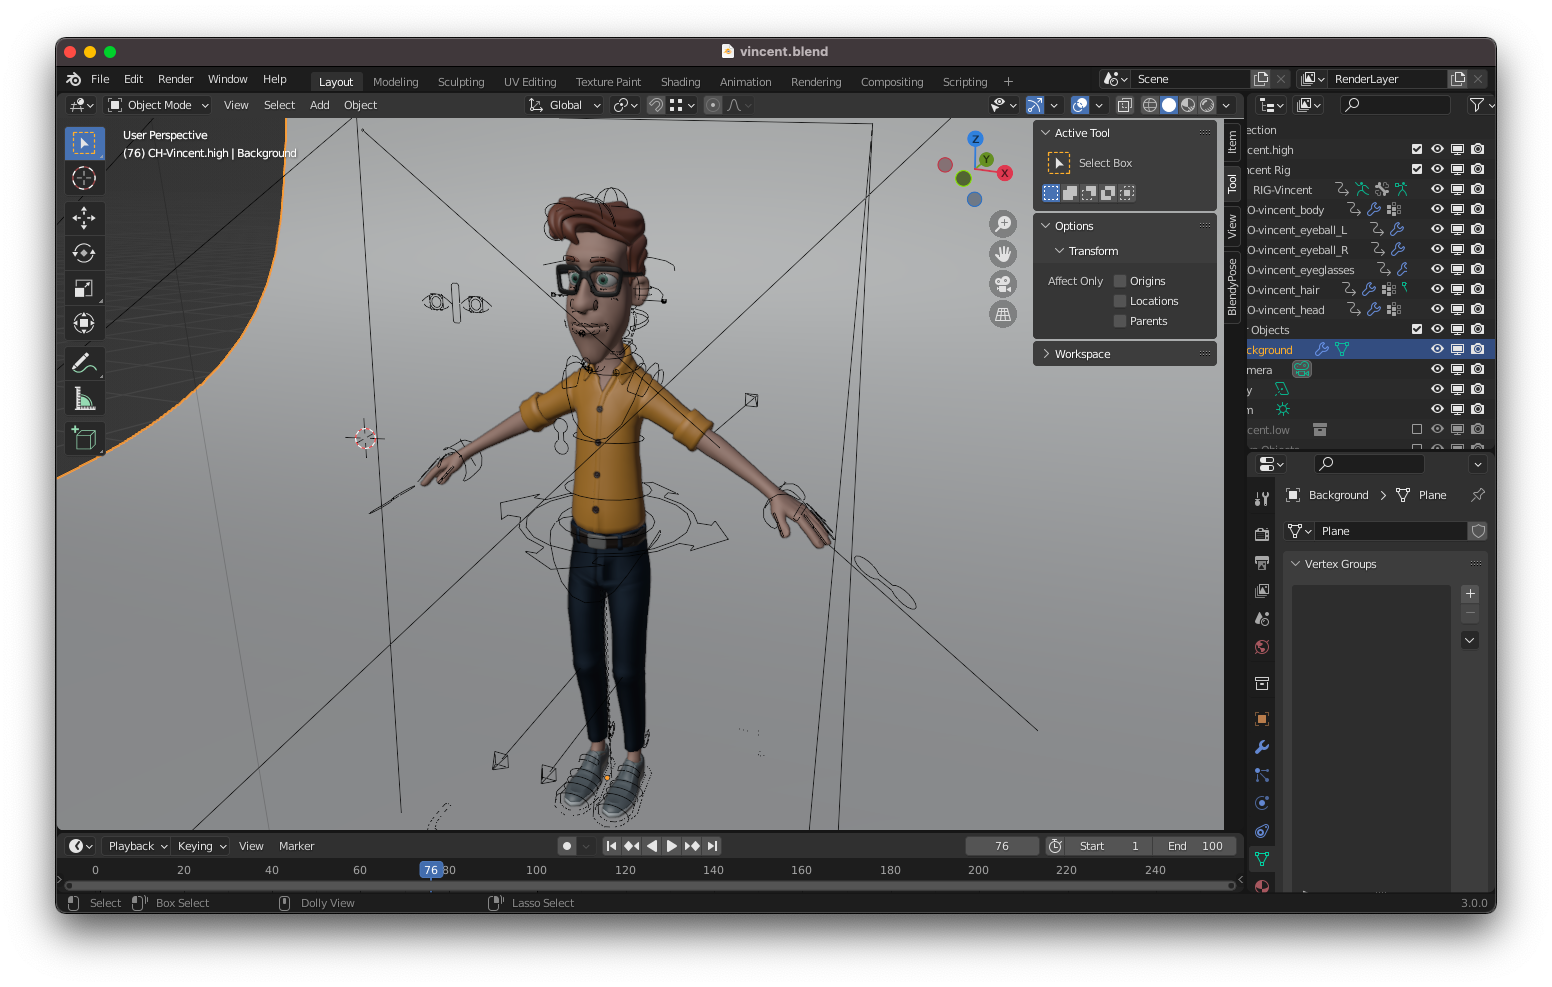 vincent.blend
File Edit Render Window Help Layout Modeling Sculpting UV Editing Texture Paint Shading Animation Rendering Compositing Scripting + Scene RenderLayer
Object Mode View Select Add Object Global
User Perspective
(76) CH-Vincent.high | Background
Z
Y
X
Active Tool
Select Box
Options
Transform
Affect Only Origins
Locations
Parents
Workspace
Item
Tool
View
BlendyPose
ection
cent.high
ncent Rig
RIG-Vincent
O-vincent_body
O-vincent_eyeball_L
O-vincent_eyeball_R
O-vincent_eyeglasses
O-vincent_hair
O-vincent_head
r Objects
ckground
mera
y
m
cent.low
Background Plane
Plane
Vertex Groups
Playback Keying View Marker 76 Start 1 End 100
0 20 40 60 76 80 100 120 140 160 180 200 220 240
Select Box Select Dolly View Lasso Select 3.0.0